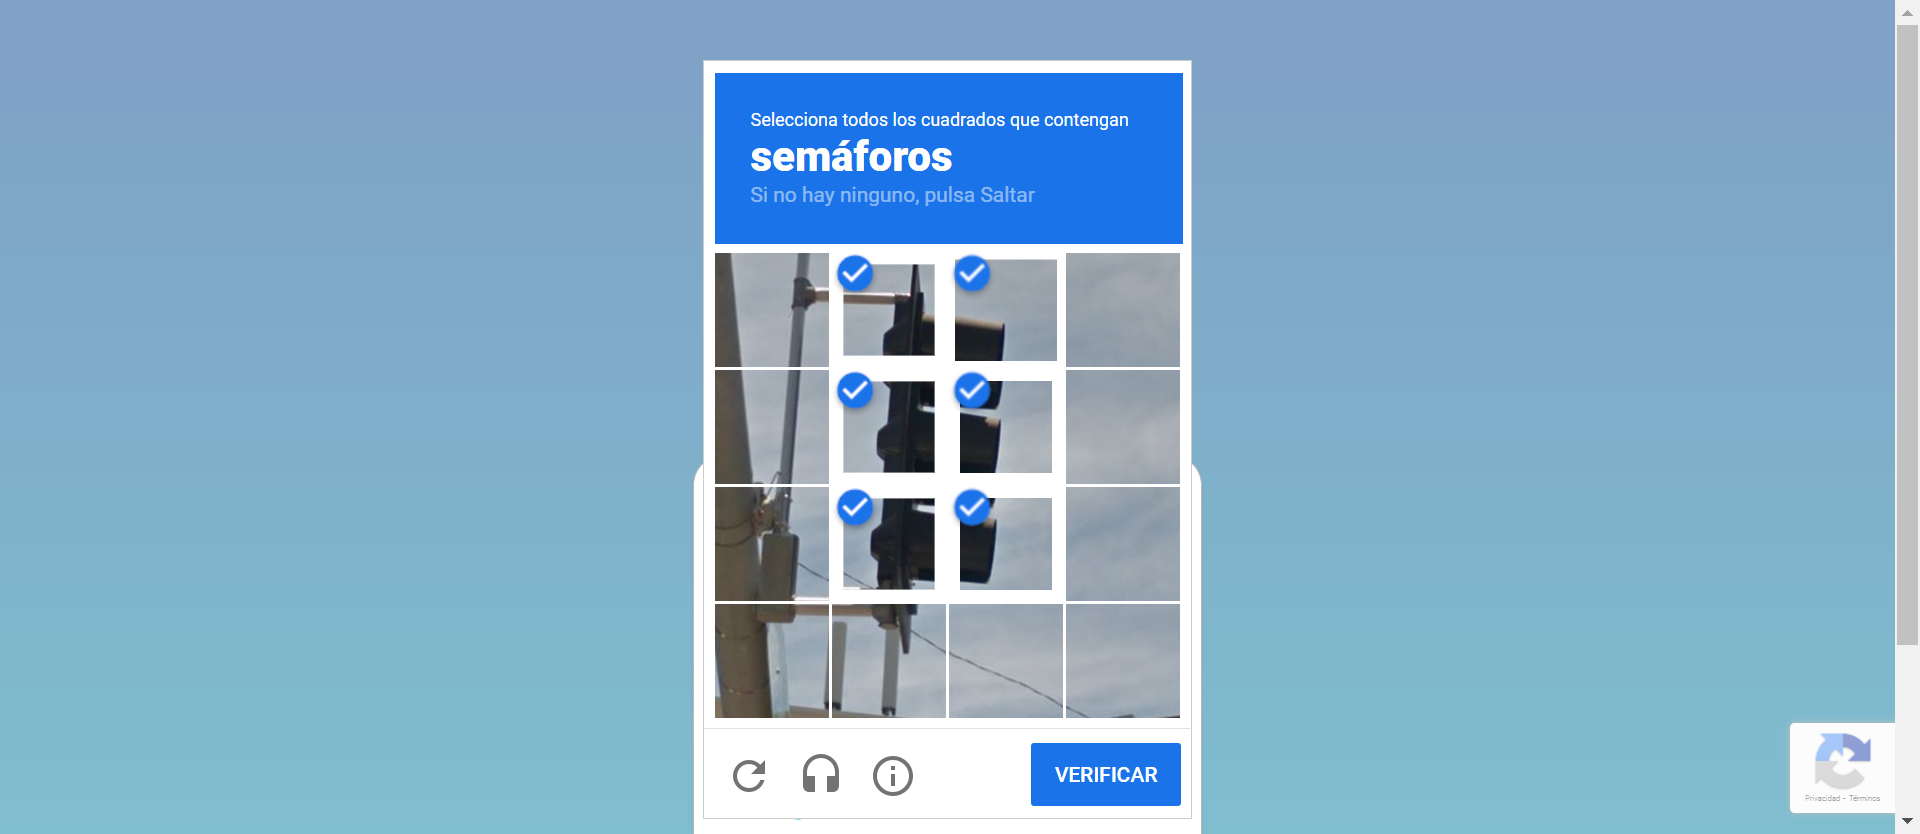 Selecciona todos los cuadrados que contengan
semáforos
Si no hay ninguno, pulsa Saltar
VERIFICAR
Privacidad - Términos